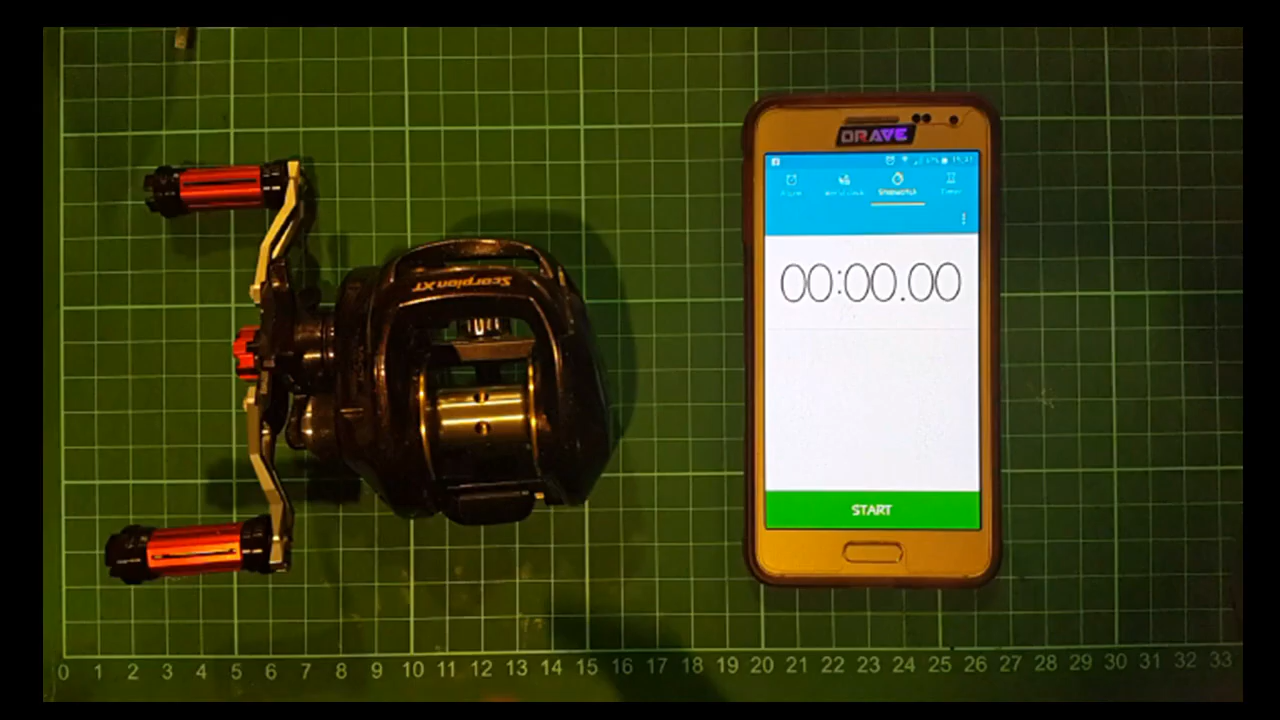 DRAVE
Stopwatch
Timer
Scorpion XT
00:00.00
START
0 1 2 3 4 5 6 7 8 9 10 11 12 13 14 15 16 17 18 19 20 21 22 23 24 25 26 27 28 29 30 31 32 33